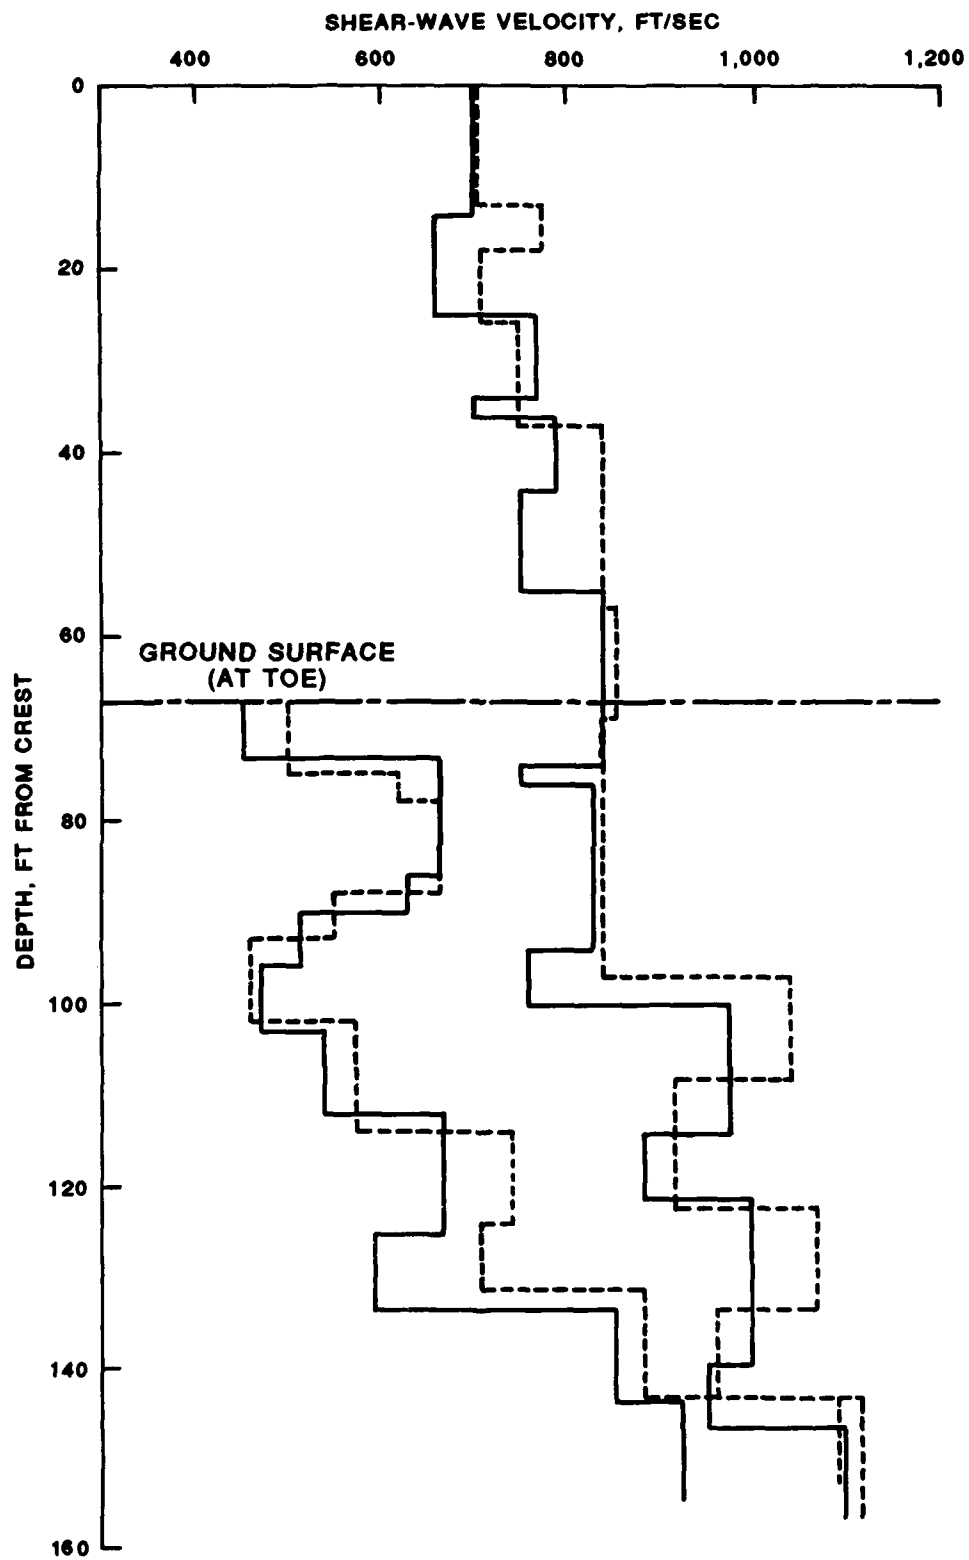 SHEAR-WAVE VELOCITY, FT/SEC
400 600 800 1,000 1,200
0
20
40
60
GROUND SURFACE
(AT TOE)
DEPTH, FT FROM CREST
80
100
120
140
160